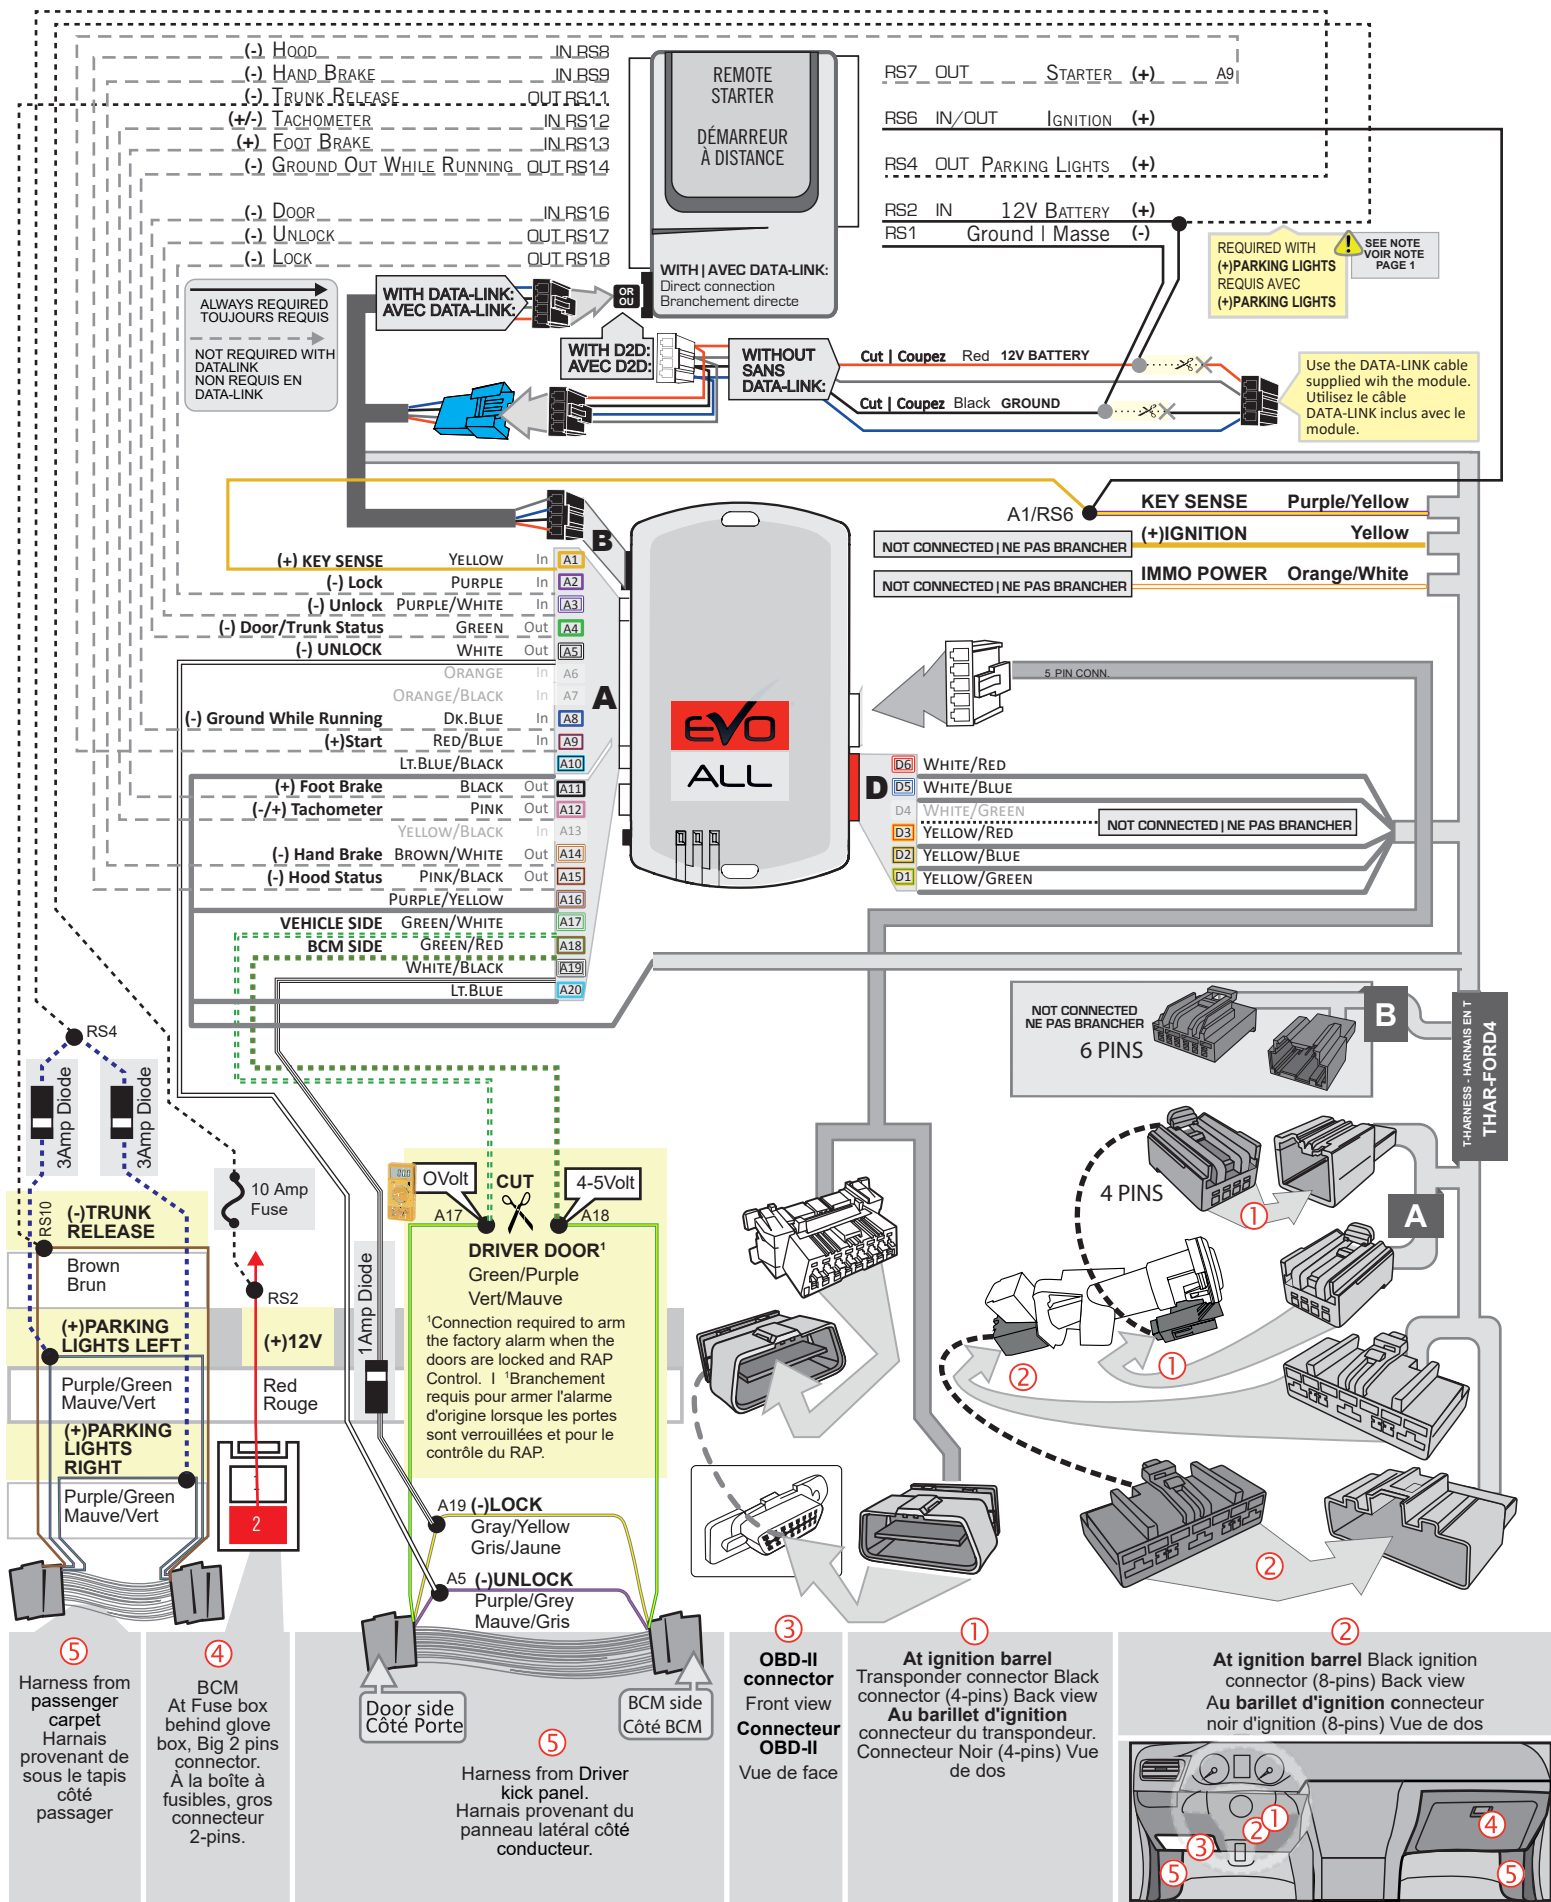 (-) HOOD IN RS8
(-) HAND BRAKE IN RS9
(-) TRUNK RELEASE OUT RS11
(+/-) TACHOMETER IN RS12
(+) FOOT BRAKE IN RS13
(-) GROUND OUT WHILE RUNNING OUT RS14
(-) DOOR IN RS16
(-) UNLOCK OUT RS17
(-) LOCK OUT RS18
REMOTE
STARTER
DÉMARREUR
À DISTANCE
WITH | AVEC DATA-LINK:
Direct connection
Branchement directe
RS7 OUT STARTER (+) A9
RS6 IN/OUT IGNITION (+)
RS4 OUT PARKING LIGHTS (+)
RS2 IN 12V BATTERY (+)
RS1 Ground | Masse (-)
REQUIRED WITH
(+)PARKING LIGHTS
REQUIS AVEC
(+)PARKING LIGHTS
!
SEE NOTE
VOIR NOTE
PAGE 1
ALWAYS REQUIRED
TOUJOURS REQUIS
NOT REQUIRED WITH
DATALINK
NON REQUIS EN
DATA-LINK
WITH DATA-LINK:
AVEC DATA-LINK:
OR
OU
WITH D2D:
AVEC D2D:
WITHOUT
SANS
DATA-LINK:
Cut | Coupez Red 12V BATTERY
Cut | Coupez Black GROUND
Use the DATA-LINK cable
supplied wih the module.
Utilisez le câble
DATA-LINK inclus avec le
module.
A1/RS6
KEY SENSE Purple/Yellow
NOT CONNECTED | NE PAS BRANCHER (+)IGNITION Yellow
NOT CONNECTED | NE PAS BRANCHER IMMO POWER Orange/White
B
A
(+) KEY SENSE YELLOW In A1
(-) Lock PURPLE In A2
(-) Unlock PURPLE/WHITE In A3
(-) Door/Trunk Status GREEN Out A4
(-) UNLOCK WHITE Out A5
ORANGE In A6
ORANGE/BLACK In A7
(-) Ground While Running DK.BLUE In A8
(+)Start RED/BLUE In A9
LT.BLUE/BLACK A10
(+) Foot Brake BLACK Out A11
(-/+) Tachometer PINK Out A12
YELLOW/BLACK In A13
(-) Hand Brake BROWN/WHITE Out A14
(-) Hood Status PINK/BLACK Out A15
PURPLE/YELLOW A16
VEHICLE SIDE GREEN/WHITE A17
BCM SIDE GREEN/RED A18
WHITE/BLACK A19
LT.BLUE A20
EVO
ALL
5 PIN CONN.
D
D6 WHITE/RED
D5 WHITE/BLUE
D4 WHITE/GREEN
NOT CONNECTED | NE PAS BRANCHER
D3 YELLOW/RED
D2 YELLOW/BLUE
D1 YELLOW/GREEN
NOT CONNECTED
NE PAS BRANCHER
6 PINS
B
T-HARNESS - HARNAIS EN T
THAR-FORD4
4 PINS
A
①
①
②
②
RS4
3Amp Diode
3Amp Diode
10 Amp
Fuse
RS10
(-)TRUNK
RELEASE
Brown
Brun
(+)PARKING
LIGHTS LEFT
Purple/Green
Mauve/Vert
(+)PARKING
LIGHTS
RIGHT
Purple/Green
Mauve/Vert
RS2
(+)12V
Red
Rouge
1
2
1Amp Diode
00.0
0Volt
CUT
4-5Volt
A17
A18
DRIVER DOOR¹
Green/Purple
Vert/Mauve
¹Connection required to arm
the factory alarm when the
doors are locked and RAP
Control. I ¹Branchement
requis pour armer l'alarme
d'origine lorsque les portes
sont verrouillées et pour le
contrôle du RAP.
A19 (-)LOCK
Gray/Yellow
Gris/Jaune
A5 (-)UNLOCK
Purple/Grey
Mauve/Gris
Door side
Côté Porte
BCM side
Côté BCM
⑤
Harness from
passenger
carpet
Harnais
provenant de
sous le tapis
côté
passager
④
BCM
At Fuse box
behind glove
box, Big 2 pins
connector.
À la boîte à
fusibles, gros
connecteur
2-pins.
⑤
Harness from Driver
kick panel.
Harnais provenant du
panneau latéral côté
conducteur.
③
OBD-II
connector
Front view
Connecteur
OBD-II
Vue de face
①
At ignition barrel
Transponder connector Black
connector (4-pins) Back view
Au barillet d'ignition
connecteur du transpondeur.
Connecteur Noir (4-pins) Vue
de dos
②
At ignition barrel Black ignition
connector (8-pins) Back view
Au barillet d'ignition connecteur
noir d'ignition (8-pins) Vue de dos
①
②
③
④
⑤
⑤